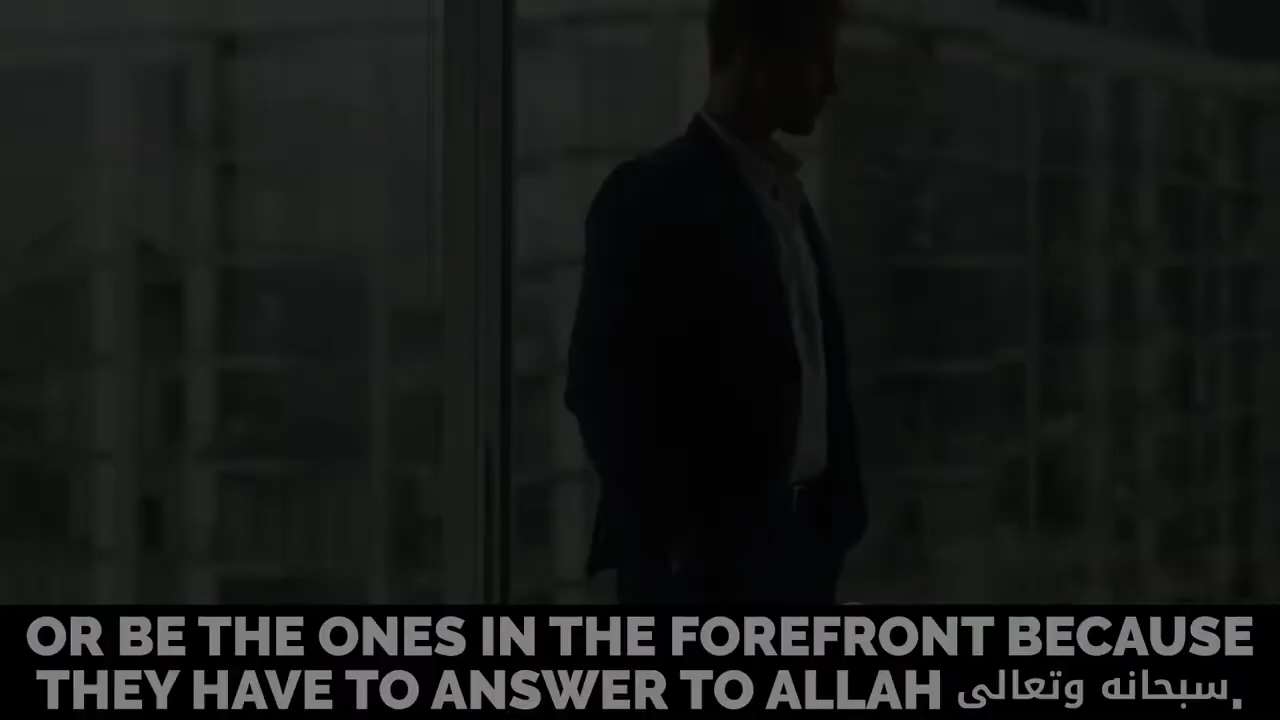 OR BE THE ONES IN THE FOREFRONT BECAUSE
THEY HAVE TO ANSWER TO ALLAH سبحانه وتعالى.